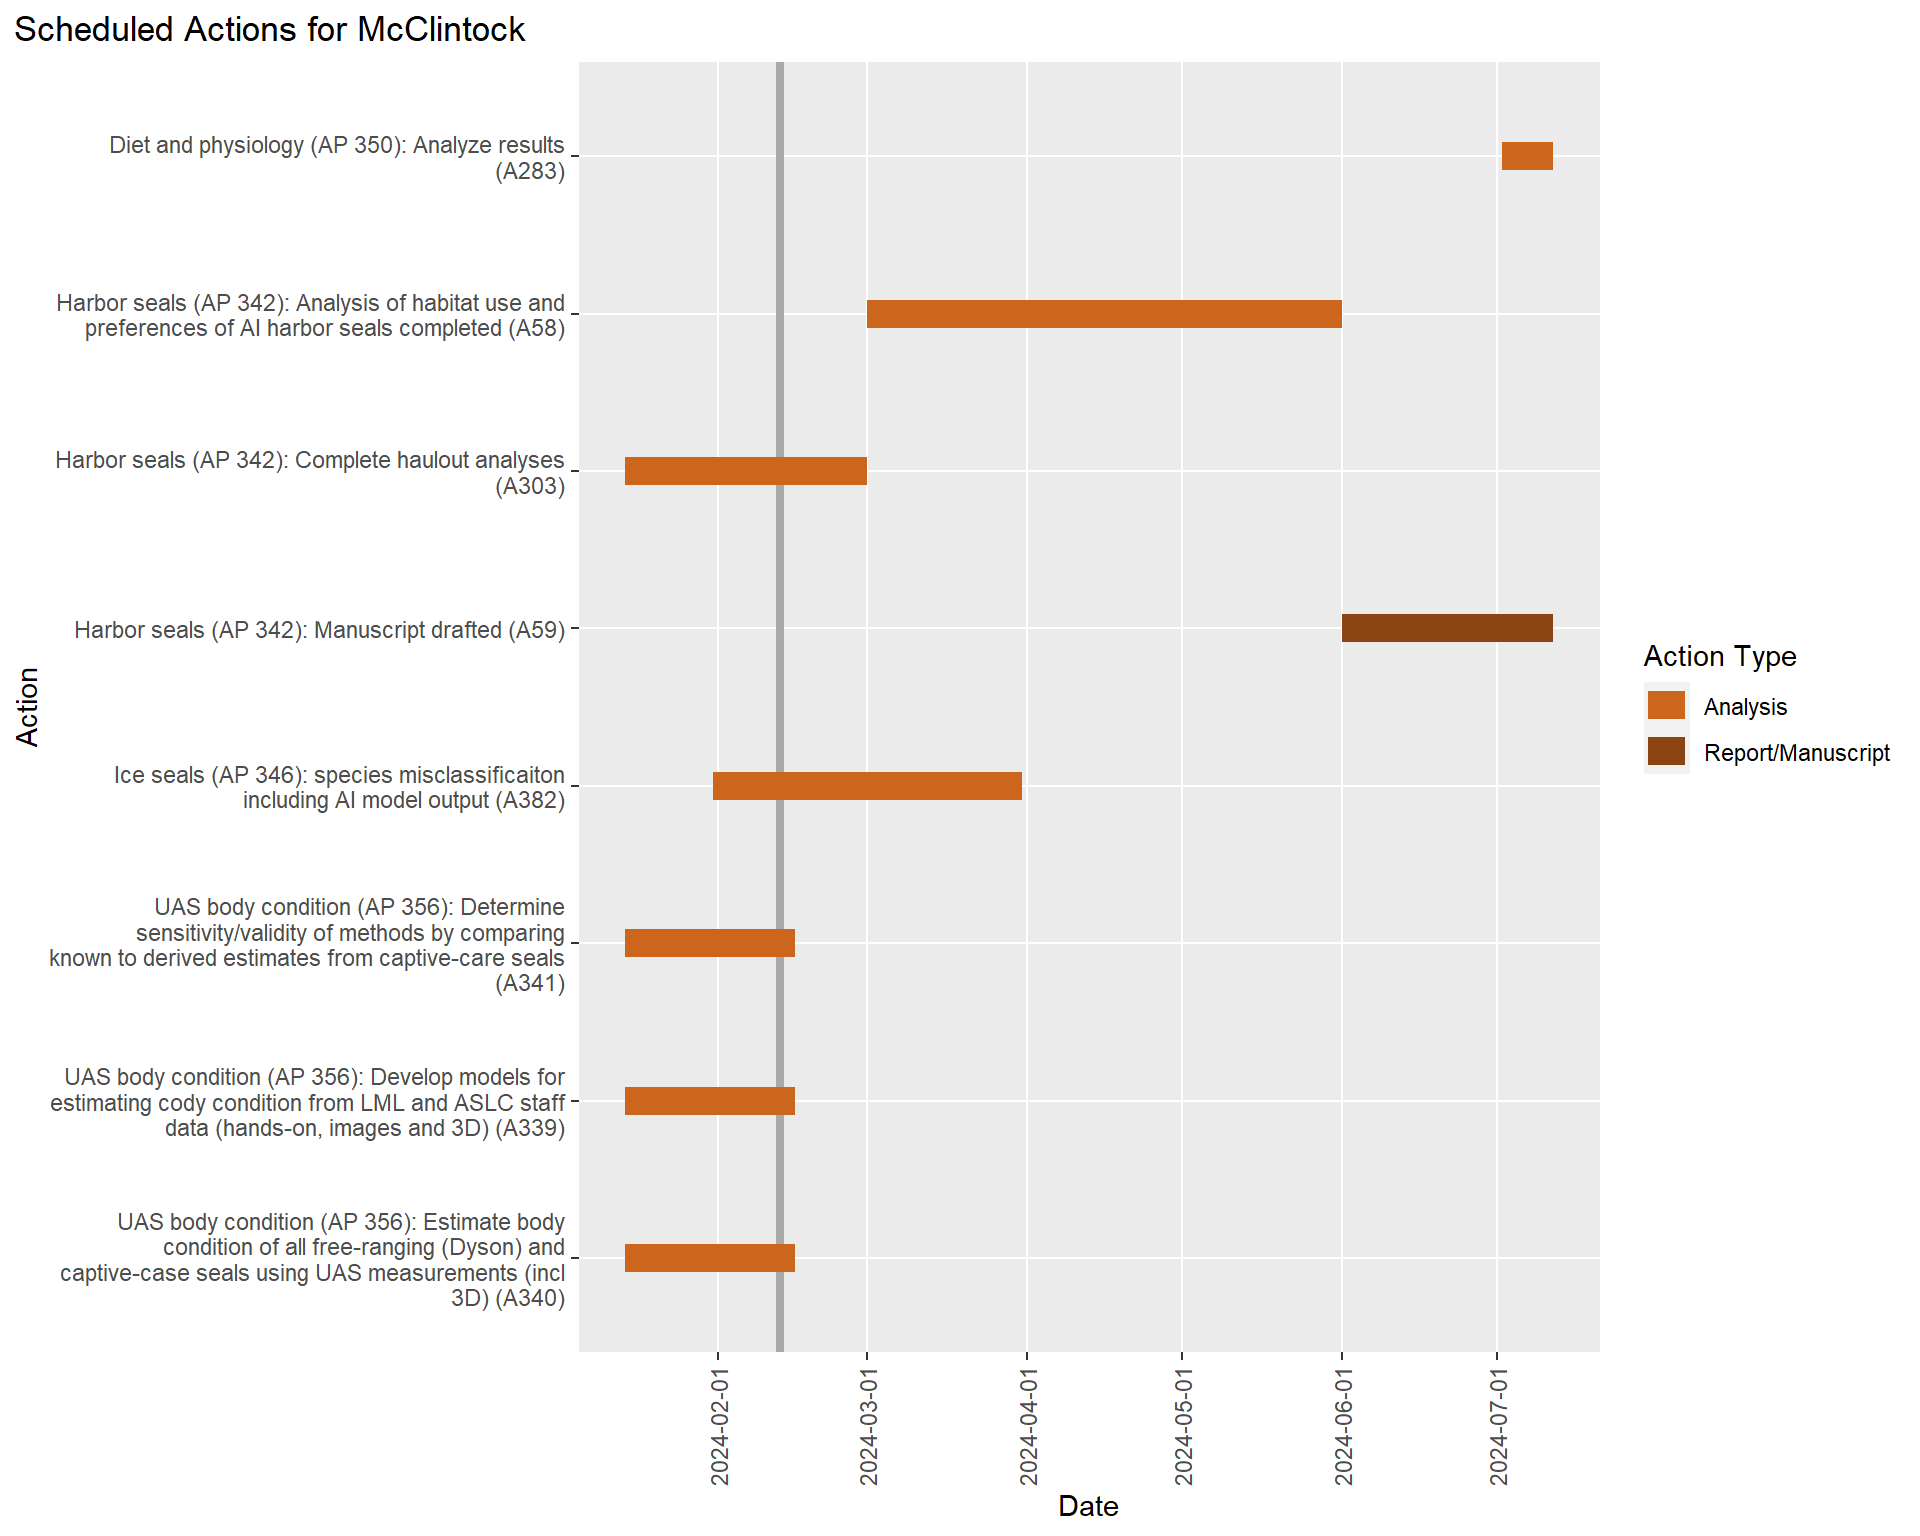 Scheduled Actions for McClintock
Diet and physiology (AP 350): Analyze results
(A283)
Harbor seals (AP 342): Analysis of habitat use and
preferences of AI harbor seals completed (A58)
Harbor seals (AP 342): Complete haulout analyses
(A303)
Harbor seals (AP 342): Manuscript drafted (A59)
Ice seals (AP 346): species misclassificaiton
including AI model output (A382)
UAS body condition (AP 356): Determine
sensitivity/validity of methods by comparing
known to derived estimates from captive-care seals
(A341)
UAS body condition (AP 356): Develop models for
estimating cody condition from LML and ASLC staff
data (hands-on, images and 3D) (A339)
UAS body condition (AP 356): Estimate body
condition of all free-ranging (Dyson) and
captive-case seals using UAS measurements (incl
3D) (A340)
Action
2024-02-01
2024-03-01
2024-04-01
2024-05-01
2024-06-01
2024-07-01
Date
Action Type
Analysis
Report/Manuscript